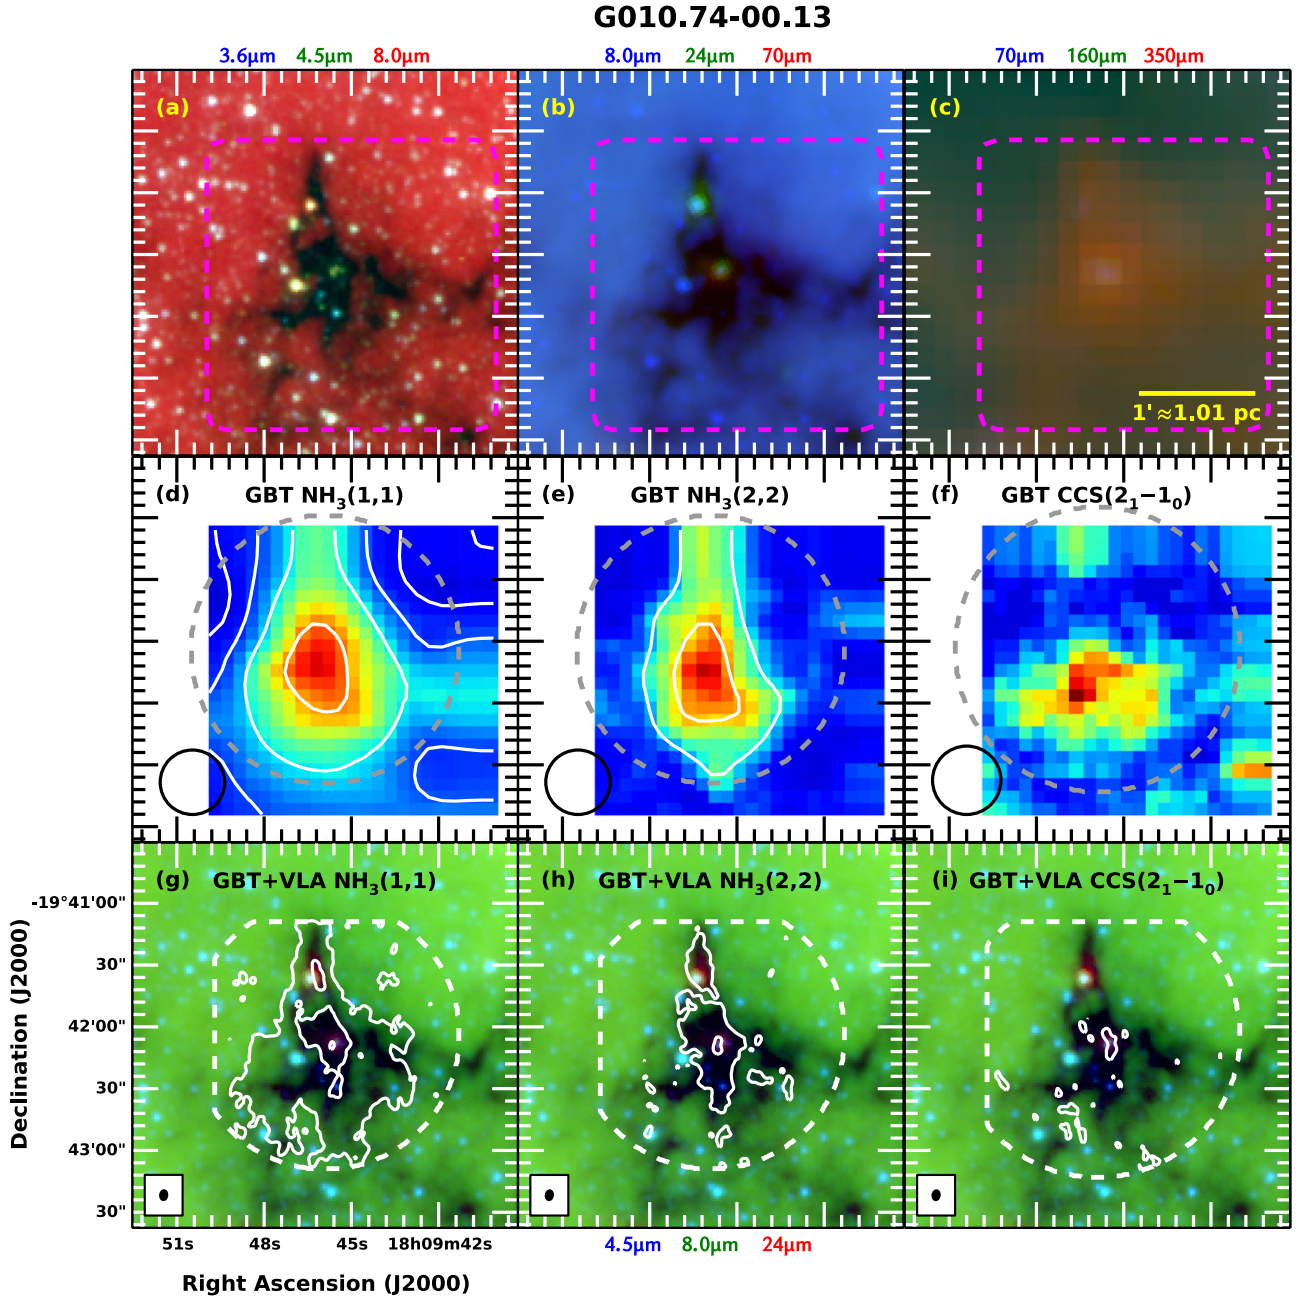 G010.74-00.13
3.6μm 4.5μm 8.0μm 8.0μm 24μm 70μm 70μm 160μm 350μm
(a) (b) (c)
1' ≈1.01 pc
(d) GBT NH₃(1,1) (e) GBT NH₃(2,2) (f) GBT CCS(2₁−1₀)
(g) GBT+VLA NH₃(1,1) (h) GBT+VLA NH₃(2,2) (i) GBT+VLA CCS(2₁−1₀)
-19°41'00"
30"
42'00"
30"
43'00"
30"
Declination (J2000)
51s 48s 45s 18h09m42s
4.5μm 8.0μm 24μm
Right Ascension (J2000)